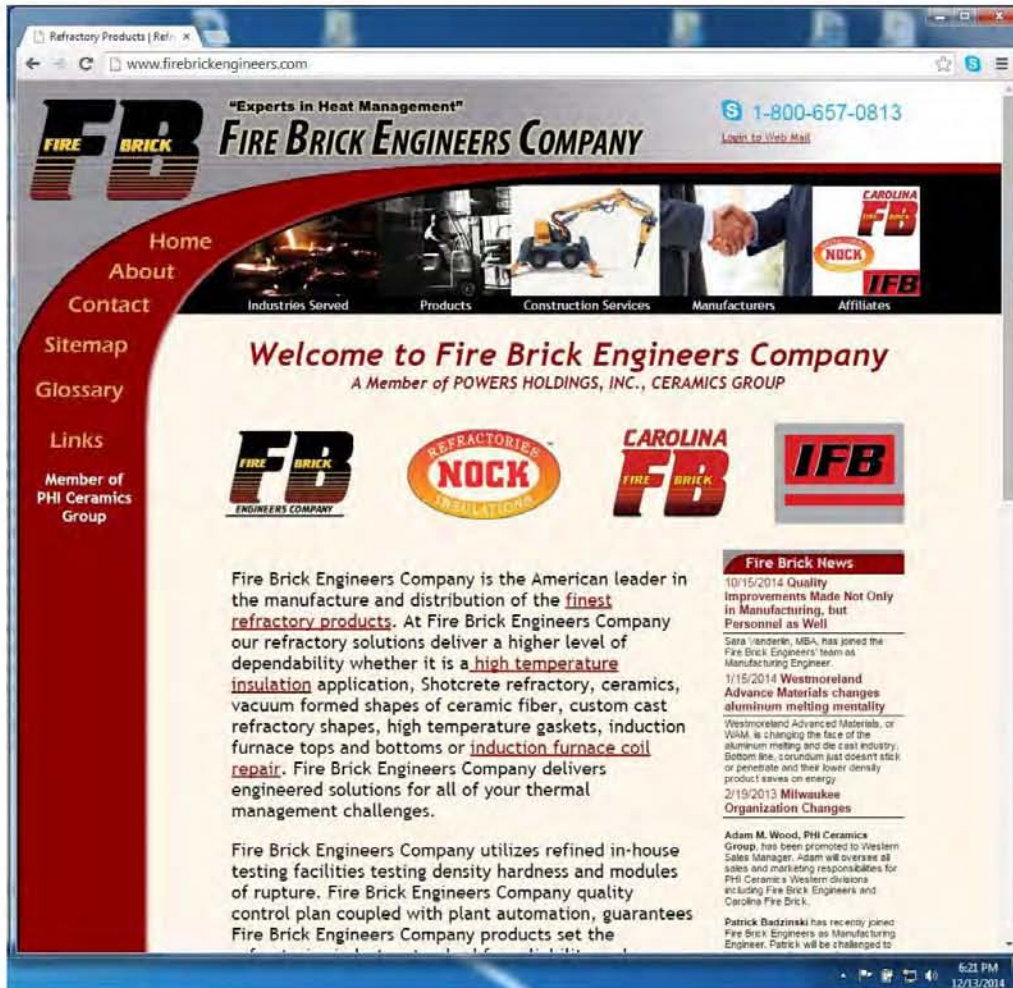 Refractory Products | Refr
www.firebrickengineers.com
FIRE BRICK
FB
"Experts in Heat Management"
FIRE BRICK ENGINEERS COMPANY
1-800-657-0813
Login to Web Mail
Home
About
Contact
Sitemap
Glossary
Links
Member of
PHI Ceramics
Group
CAROLINA
FB
FIRE BRICK
NOCK
IFB
Industries Served
Products
Construction Services
Manufacturers
Affiliates
Welcome to Fire Brick Engineers Company
A Member of POWERS HOLDINGS, INC., CERAMICS GROUP
FB
FIRE BRICK
ENGINEERS COMPANY
REFRACTORIES
NOCK
INSULATIONS
™
CAROLINA
FB
FIRE BRICK
IFB
Fire Brick Engineers Company is the American leader in
the manufacture and distribution of the finest
refractory products. At Fire Brick Engineers Company
our refractory solutions deliver a higher level of
dependability whether it is a high temperature
insulation application, Shotcrete refractory, ceramics,
vacuum formed shapes of ceramic fiber, custom cast
refractory shapes, high temperature gaskets, induction
furnace tops and bottoms or induction furnace coil
repair. Fire Brick Engineers Company delivers
engineered solutions for all of your thermal
management challenges.
Fire Brick Engineers Company utilizes refined in-house
testing facilities testing density hardness and modules
of rupture. Fire Brick Engineers Company quality
control plan coupled with plant automation, guarantees
Fire Brick Engineers Company products set the
Fire Brick News
10/15/2014 Quality
Improvements Made Not Only
in Manufacturing, but
Personnel as Well
Sara Vanderlin, MBA, has joined the
Fire Brick Engineers' team as
Manufacturing Engineer.
1/15/2014 Westmoreland
Advance Materials changes
aluminum melting mentality
Westmoreland Advanced Materials, or
WAM, is changing the face of the
aluminum melting and die cast industry.
Bottom line, corundum just doesn't stick
or penetrate and their lower density
product saves on energy
2/19/2013 Milwaukee
Organization Changes
Adam M. Wood, PHI Ceramics
Group, has been promoted to Western
Sales Manager. Adam will oversee all
sales and marketing responsibilities for
PHI Ceramics Western divisions
including Fire Brick Engineers and
Carolina Fire Brick.
Patrick Badzinski has recently joined
Fire Brick Engineers as Manufacturing
Engineer. Patrick will be challenged to
6:21 PM
12/13/2014